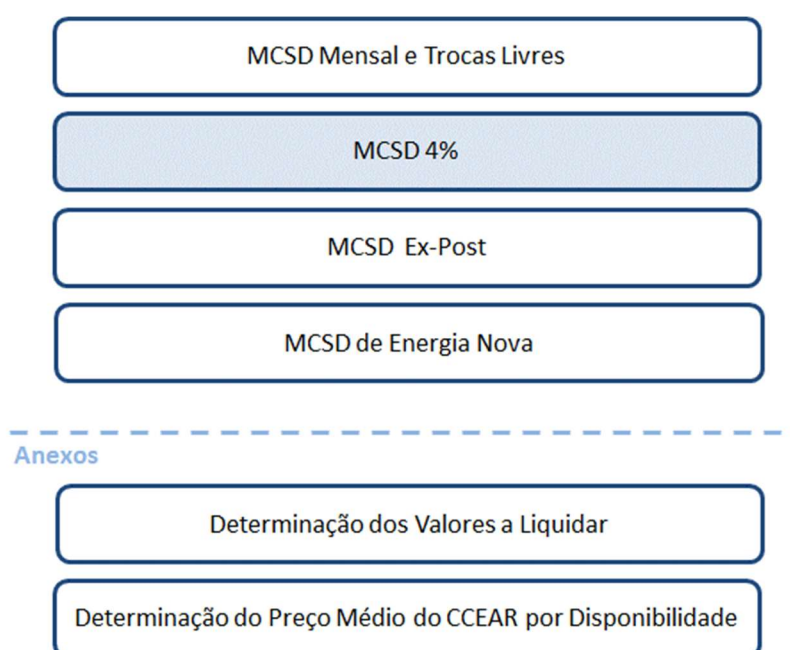 MCSD Mensal e Trocas Livres
MCSD 4%
MCSD Ex-Post
MCSD de Energia Nova
Anexos
Determinação dos Valores a Liquidar
Determinação do Preço Médio do CCEAR por Disponibilidade